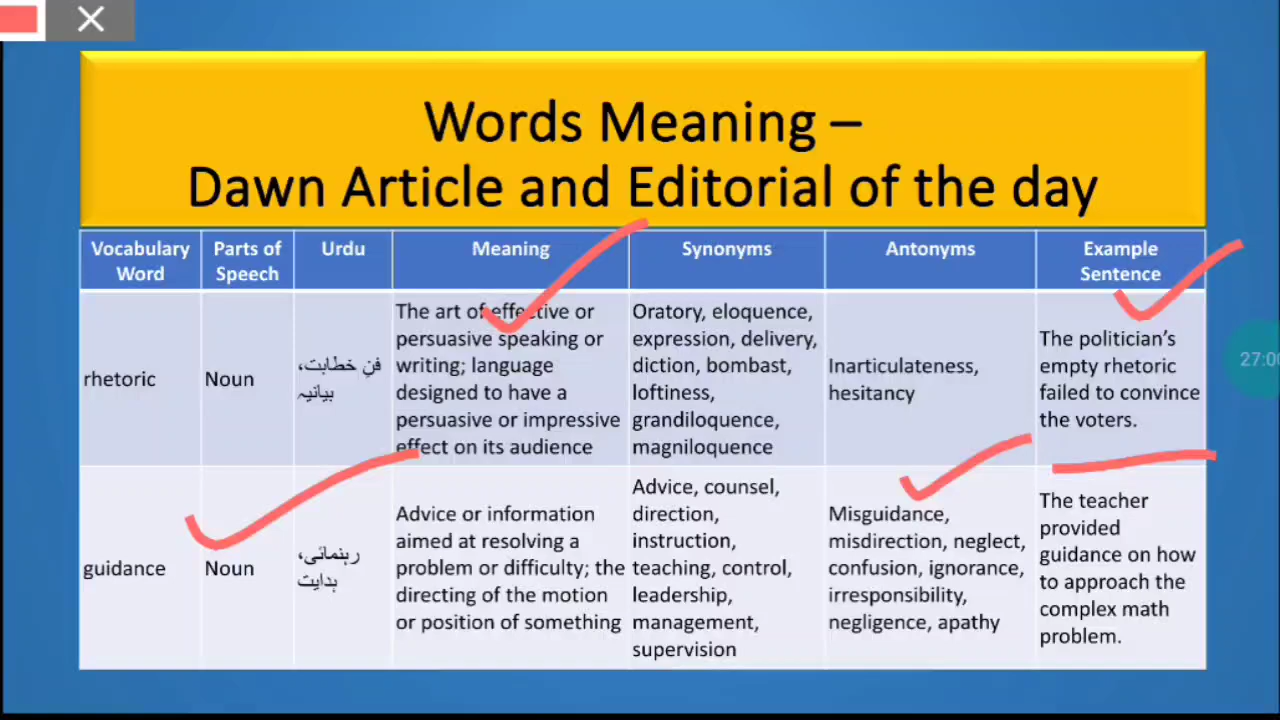 Words Meaning –
Dawn Article and Editorial of the day
Vocabulary
Word
Parts of
Speech
Urdu
Meaning
Synonyms
Antonyms
Example
Sentence
rhetoric
Noun
فنِ خطابت،
بیانیہ
The art of effective or
persuasive speaking or
writing; language
designed to have a
persuasive or impressive
effect on its audience
Oratory, eloquence,
expression, delivery,
diction, bombast,
loftiness,
grandiloquence,
magniloquence
Inarticulateness,
hesitancy
The politician’s
empty rhetoric
failed to convince
the voters.
guidance
Noun
رہنمائی،
ہدایت
Advice or information
aimed at resolving a
problem or difficulty; the
directing of the motion
or position of something
Advice, counsel,
direction,
instruction,
teaching, control,
leadership,
management,
supervision
Misguidance,
misdirection, neglect,
confusion, ignorance,
irresponsibility,
negligence, apathy
The teacher
provided
guidance on how
to approach the
complex math
problem.